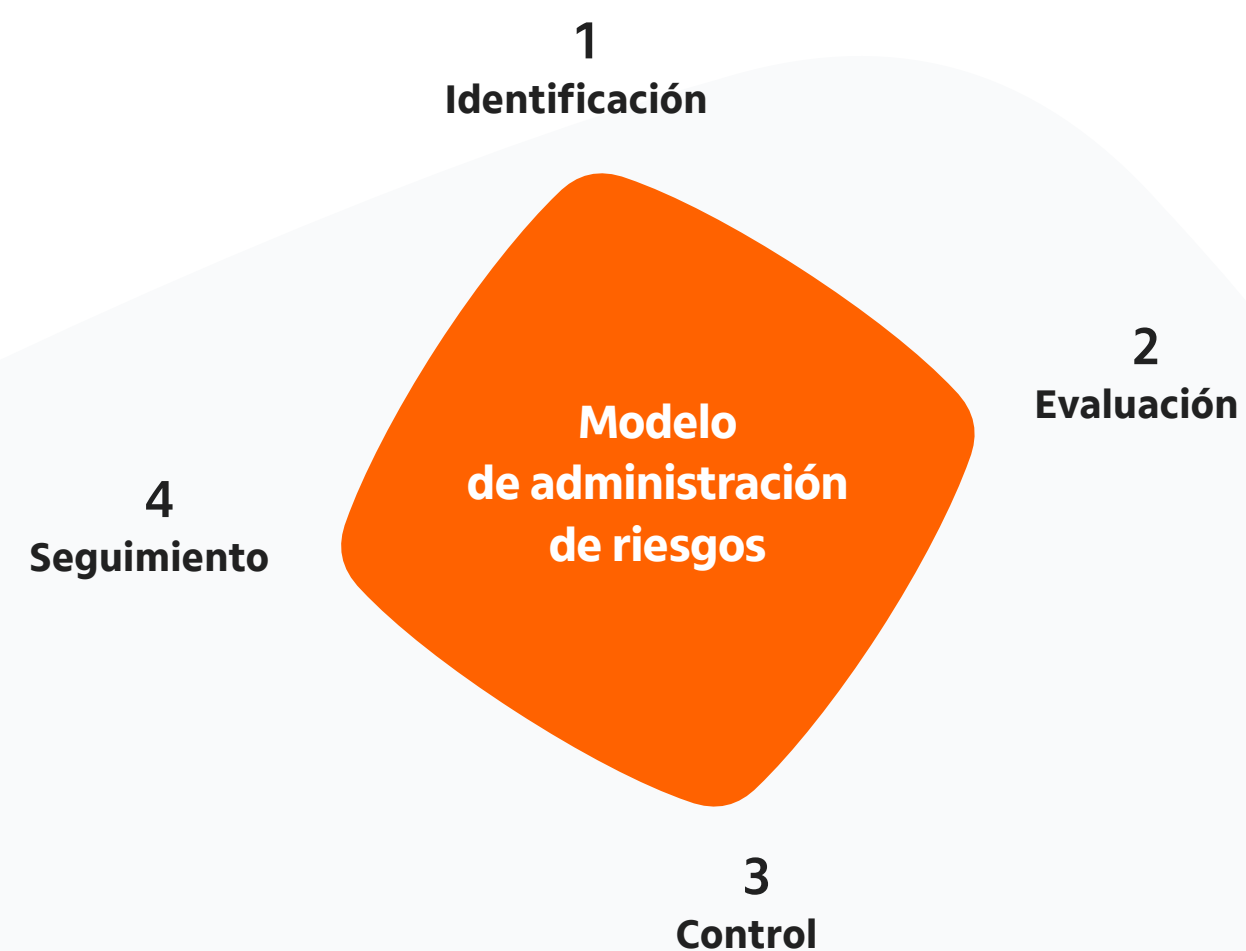 1
Identificación
2
Evaluación
Modelo
de administración
de riesgos
4
Seguimiento
3
Control